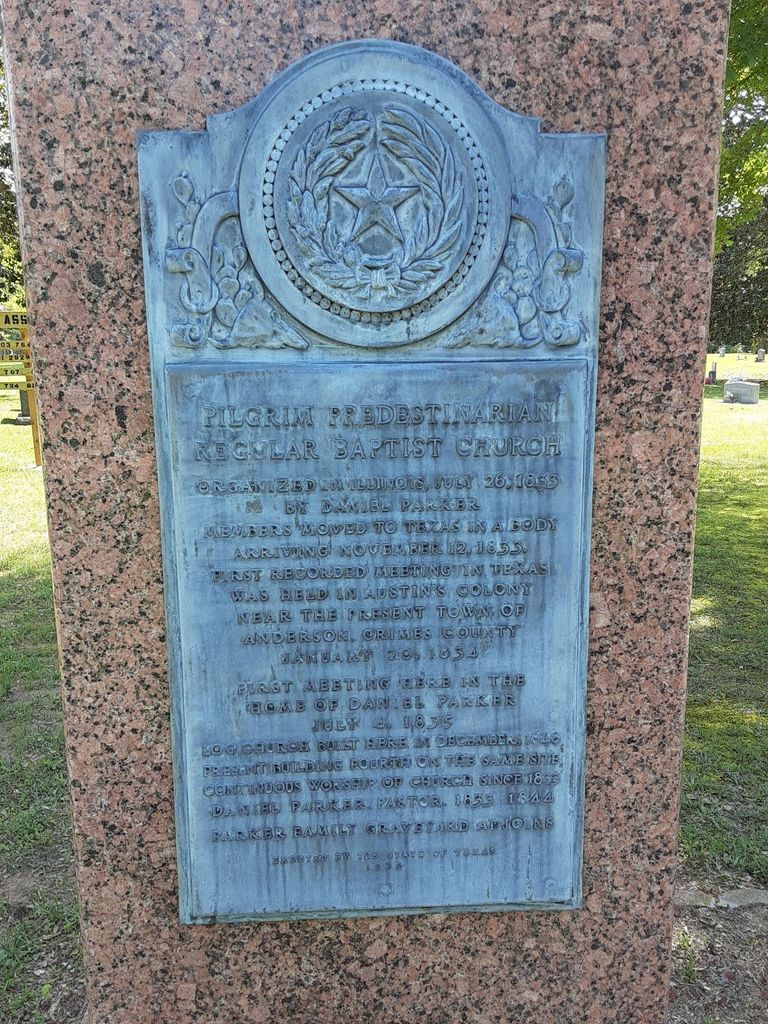 ASS
03 76
PILGRIM PREDESTINARIAN
REGULAR BAPTIST CHURCH
ORGANIZED IN ILLINOIS, JULY 26, 1833
BY DANIEL PARKER
MEMBERS MOVED TO TEXAS IN A BODY
ARRIVING NOVEMBER 12, 1833.
FIRST RECORDED MEETING IN TEXAS
WAS HELD IN AUSTIN'S COLONY
NEAR THE PRESENT TOWN OF
ANDERSON, GRIMES COUNTY
JANUARY 20, 1834
FIRST MEETING HERE IN THE
HOME OF DANIEL PARKER
JULY 4, 1835
LOG CHURCH BUILT HERE IN DECEMBER, 1848
PRESENT BUILDING FOURTH ON THE SAME SITE
CONTINUOUS WORSHIP OF CHURCH SINCE 1833
DANIEL PARKER, PASTOR, 1833 1844
PARKER FAMILY GRAVEYARD ADJOINS
ERECTED BY THE STATE OF TEXAS
1936